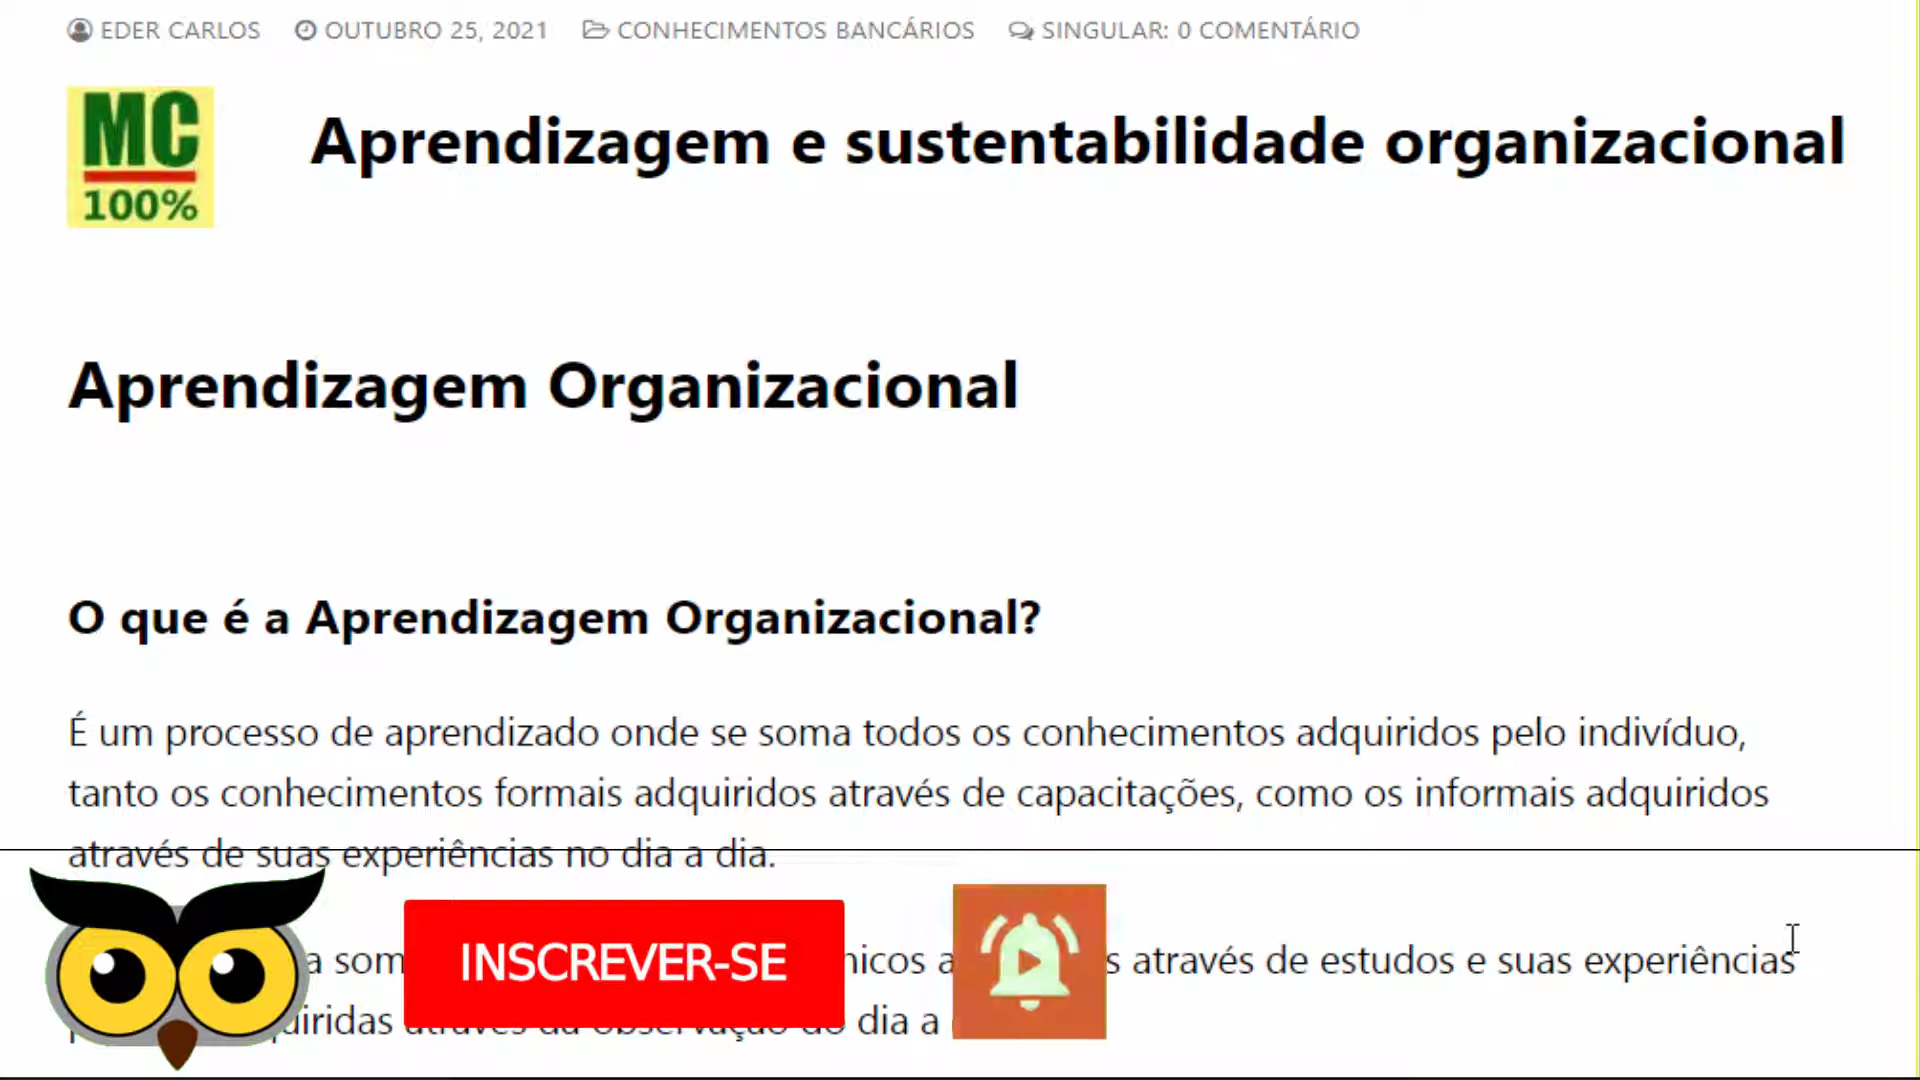 EDER CARLOS OUTUBRO 25, 2021 CONHECIMENTOS BANCÁRIOS SINGULAR: 0 COMENTÁRIO
MC
100%
Aprendizagem e sustentabilidade organizacional
Aprendizagem Organizacional
O que é a Aprendizagem Organizacional?
É um processo de aprendizado onde se soma todos os conhecimentos adquiridos pelo indivíduo,
tanto os conhecimentos formais adquiridos através de capacitações, como os informais adquiridos
através de suas experiências no dia a dia.
INSCREVER-SE
através de estudos e suas experiências
dia a